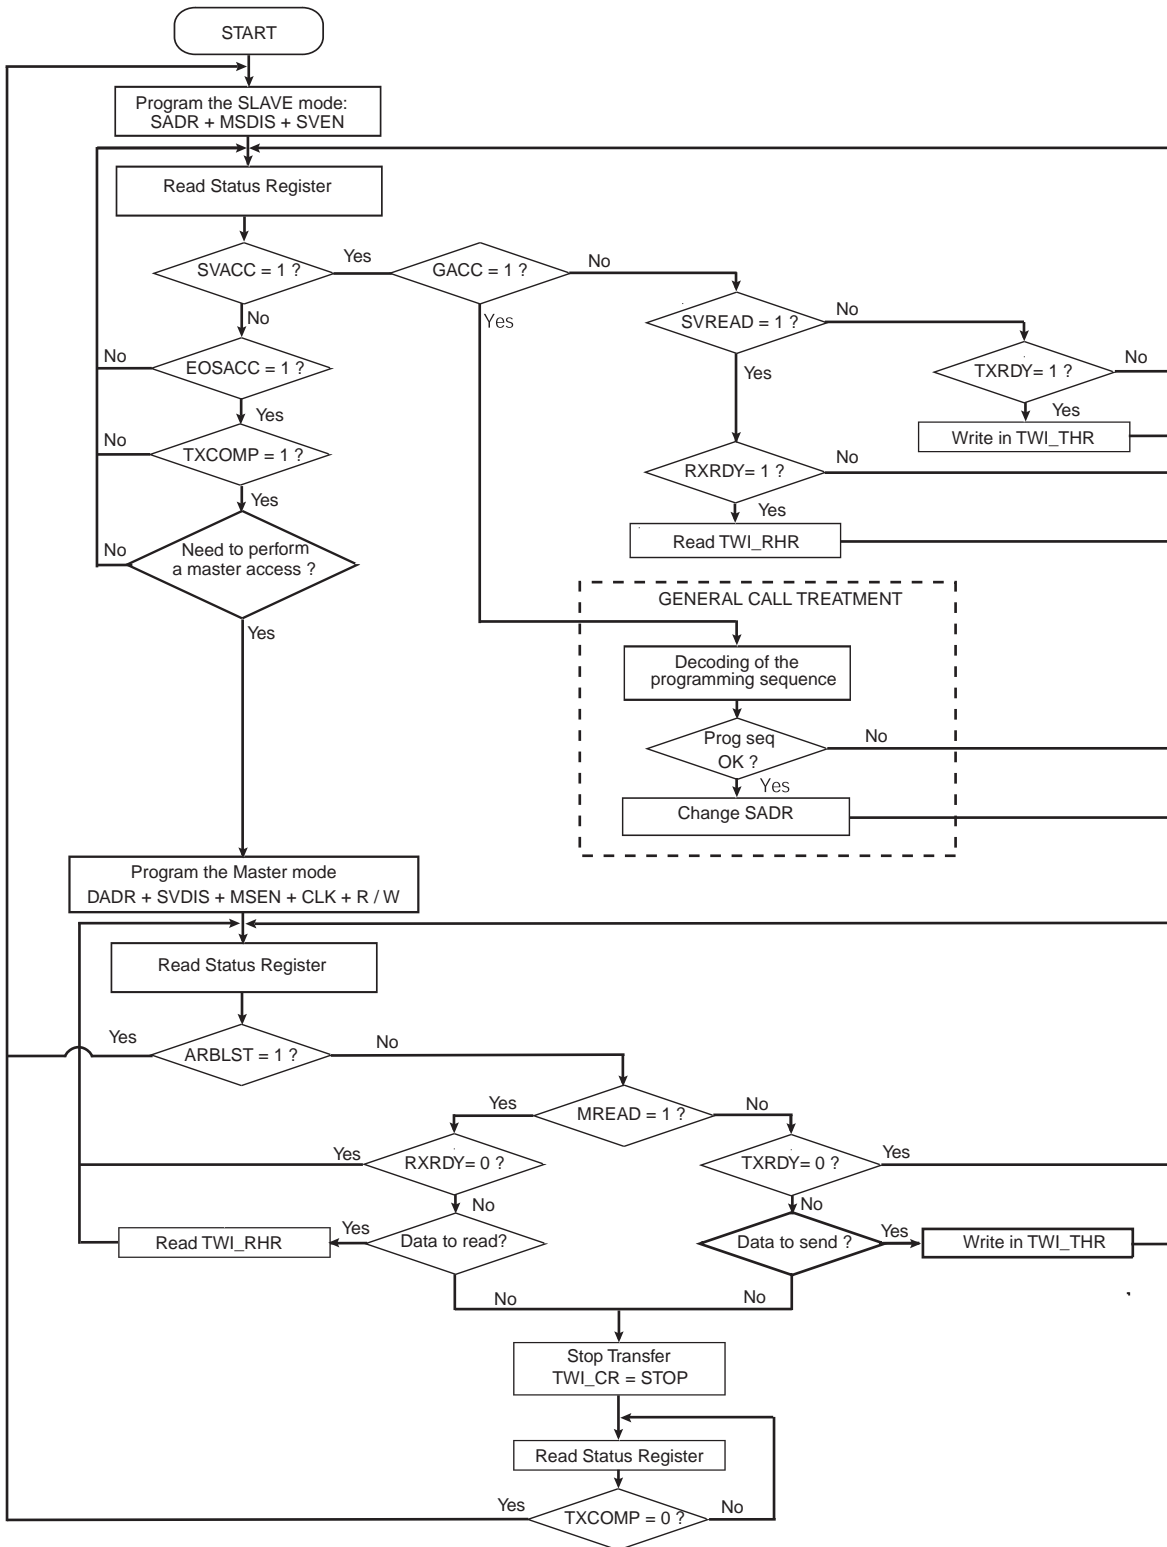 START
Program the SLAVE mode:
SADR + MSDIS + SVEN
Read Status Register
SVACC = 1 ?
Yes
GACC = 1 ?
No
SVREAD = 1 ?
No
No
Yes
EOSACC = 1 ?
No
Yes
TXRDY= 1 ?
No
Yes
Yes
Write in TWI_THR
TXCOMP = 1 ?
No
RXRDY= 1 ?
No
Yes
Yes
Read TWI_RHR
Need to perform
a master access ?
No
Yes
GENERAL CALL TREATMENT
Decoding of the
programming sequence
Prog seq
OK ?
No
Yes
Change SADR
Program the Master mode
DADR + SVDIS + MSEN + CLK + R / W
Read Status Register
Yes
ARBLST = 1 ?
No
Yes
MREAD = 1 ?
No
Yes
RXRDY= 0 ?
TXRDY= 0 ?
Yes
No
No
Read TWI_RHR
Yes
Data to read?
Data to send ?
Yes
Write in TWI_THR
No
No
Stop Transfer
TWI_CR = STOP
Read Status Register
Yes
TXCOMP = 0 ?
No